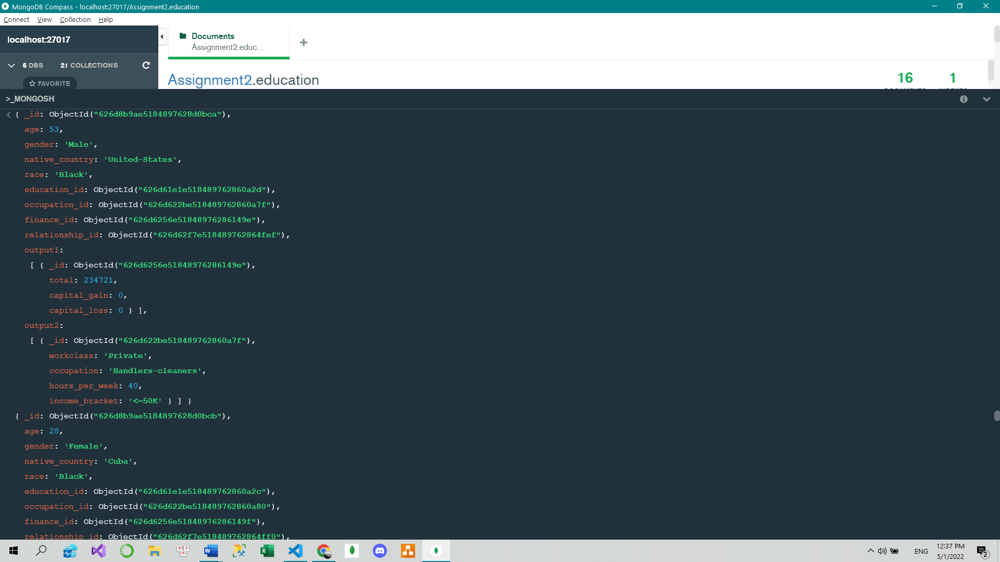 MongoDB Compass - localhost:27017/Assignment2.education
Connect View Collection Help
localhost:27017
Documents
Assignment2.educ...
6 DBS 21 COLLECTIONS
FAVORITE
Assignment2.education
16 1
>_MONGOSH
{ _id: ObjectId("626d8b9ae5184897628d0bca"),
age: 53,
gender: 'Male',
native_country: 'United-States',
race: 'Black',
education_id: ObjectId("626d61e1e518489762860a2d"),
occupation_id: ObjectId("626d622be518489762860a7f"),
finance_id: ObjectId("626d6256e51848976286149e"),
relationship_id: ObjectId("626d62f7e518489762864fef"),
output1:
[ { _id: ObjectId("626d6256e51848976286149e"),
total: 234721,
capital_gain: 0,
capital_loss: 0 } ],
output2:
[ { _id: ObjectId("626d622be518489762860a7f"),
workclass: 'Private',
occupation: 'Handlers-cleaners',
hours_per_week: 40,
income_bracket: '<=50K' } ] }
{ _id: ObjectId("626d8b9ae5184897628d0bcb"),
age: 28,
gender: 'Female',
native_country: 'Cuba',
race: 'Black',
education_id: ObjectId("626d61e1e518489762860a2c"),
occupation_id: ObjectId("626d622be518489762860a80"),
finance_id: ObjectId("626d6256e51848976286149f"),
relationship_id: ObjectId("626d62f7e518489762864ff0"),
ENG
12:37 PM
5/1/2022
2